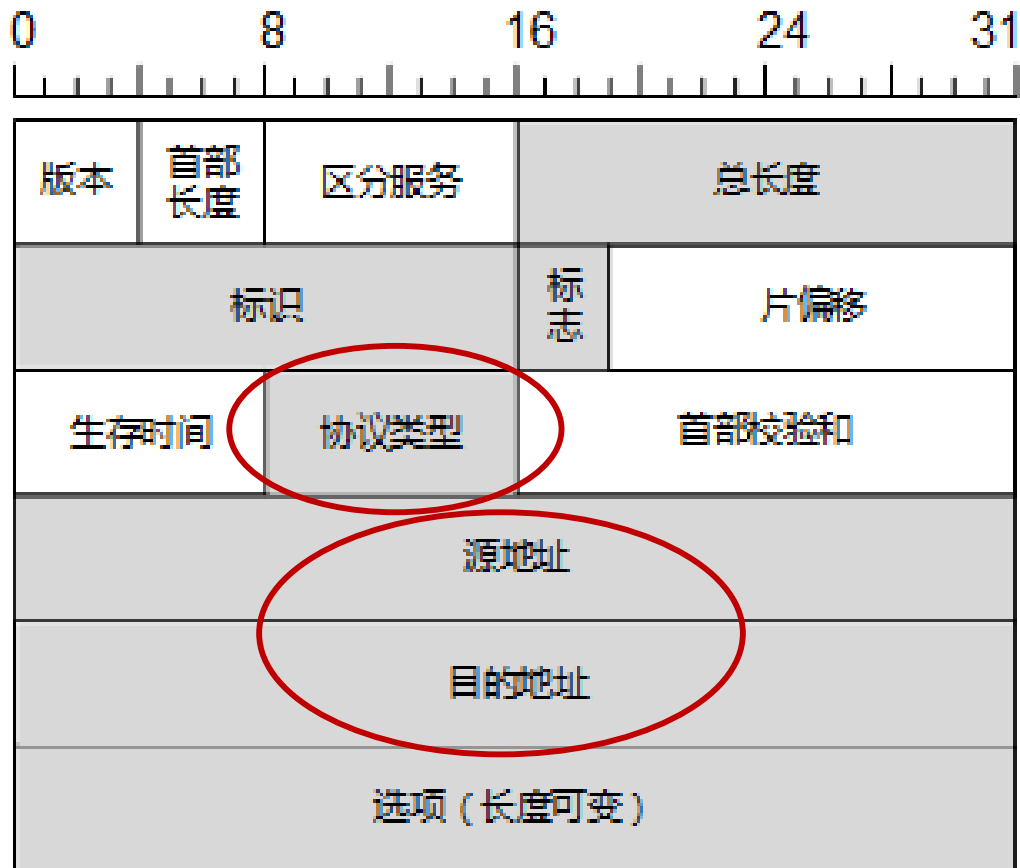 0 8 16 24 31
版本 首部长度 区分服务 总长度
标识 标志 片偏移
生存时间 协议类型 首部校验和
源地址
目的地址
选项（长度可变）